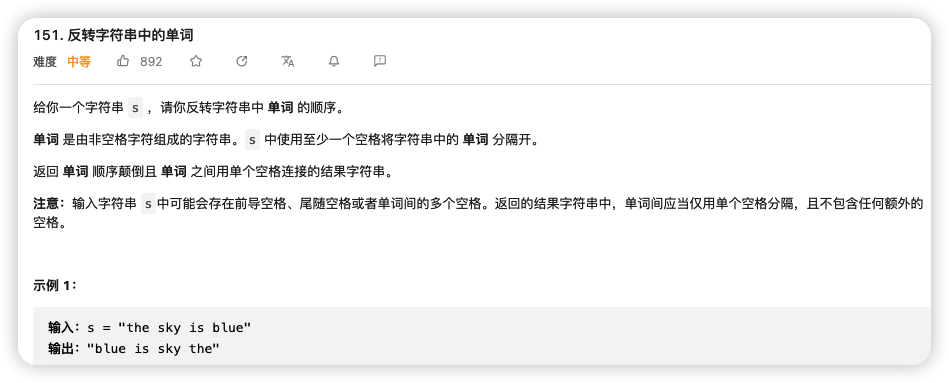 151. 反转字符串中的单词
难度 中等 892
给你一个字符串 s ，请你反转字符串中 单词 的顺序。
单词 是由非空格字符组成的字符串。s 中使用至少一个空格将字符串中的 单词 分隔开。
返回 单词 顺序颠倒且 单词 之间用单个空格连接的结果字符串。
注意：输入字符串 s中可能会存在前导空格、尾随空格或者单词间的多个空格。返回的结果字符串中，单词间应当仅用单个空格分隔，且不包含任何额外的
空格。
示例 1：
输入：s = "the sky is blue"
输出："blue is sky the"